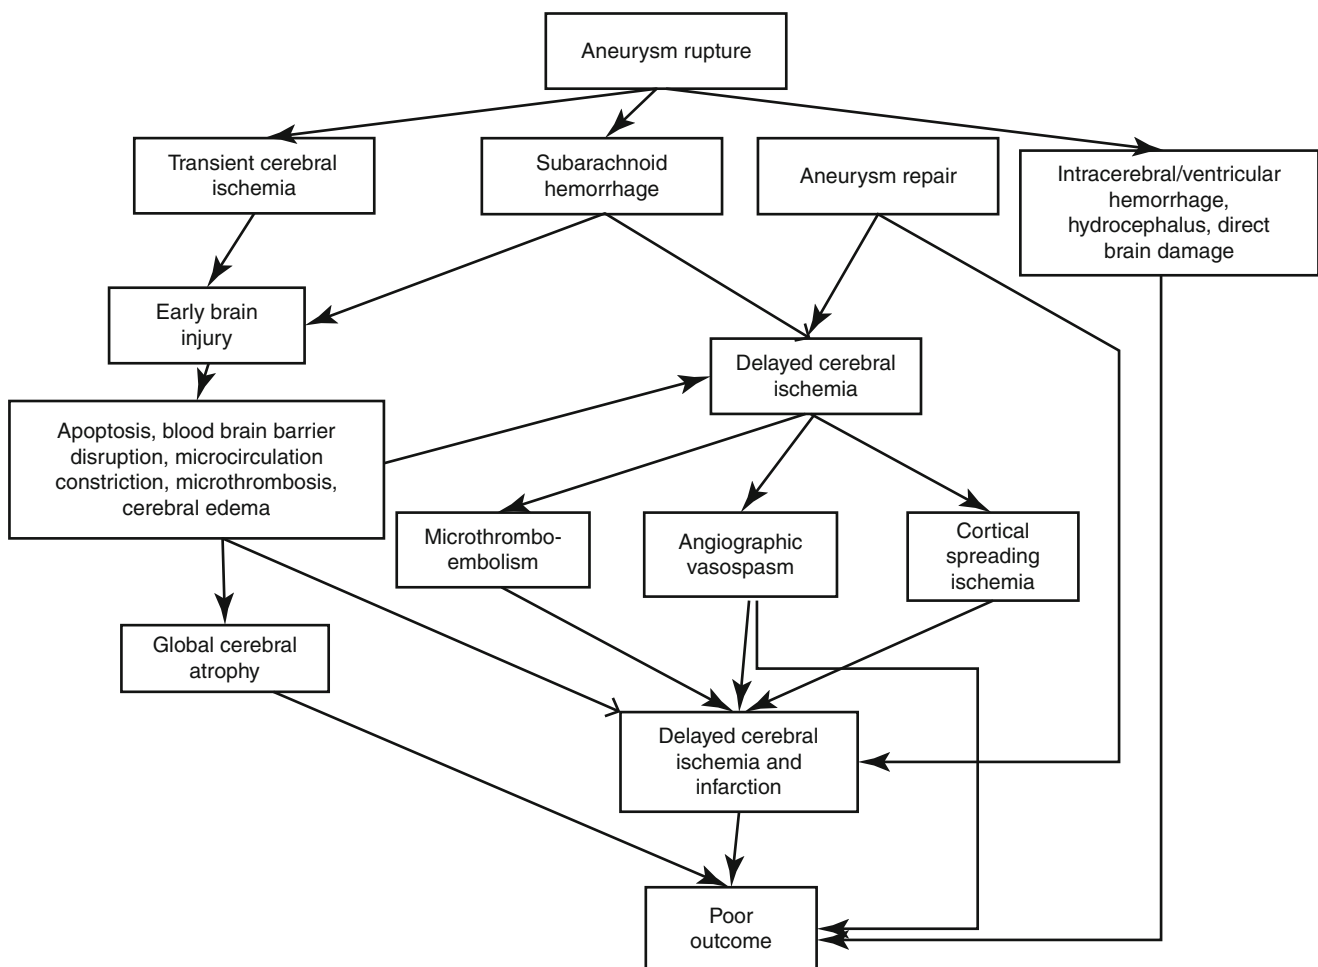 Aneurysm rupture
Transient cerebral
ischemia
Subarachnoid
hemorrhage
Aneurysm repair
Intracerebral/ventricular
hemorrhage,
hydrocephalus, direct
brain damage
Early brain
injury
Delayed cerebral
ischemia
Apoptosis, blood brain barrier
disruption, microcirculation
constriction, microthrombosis,
cerebral edema
Microthrombo-
embolism
Angiographic
vasospasm
Cortical
spreading
ischemia
Global cerebral
atrophy
Delayed cerebral
ischemia and
infarction
Poor
outcome